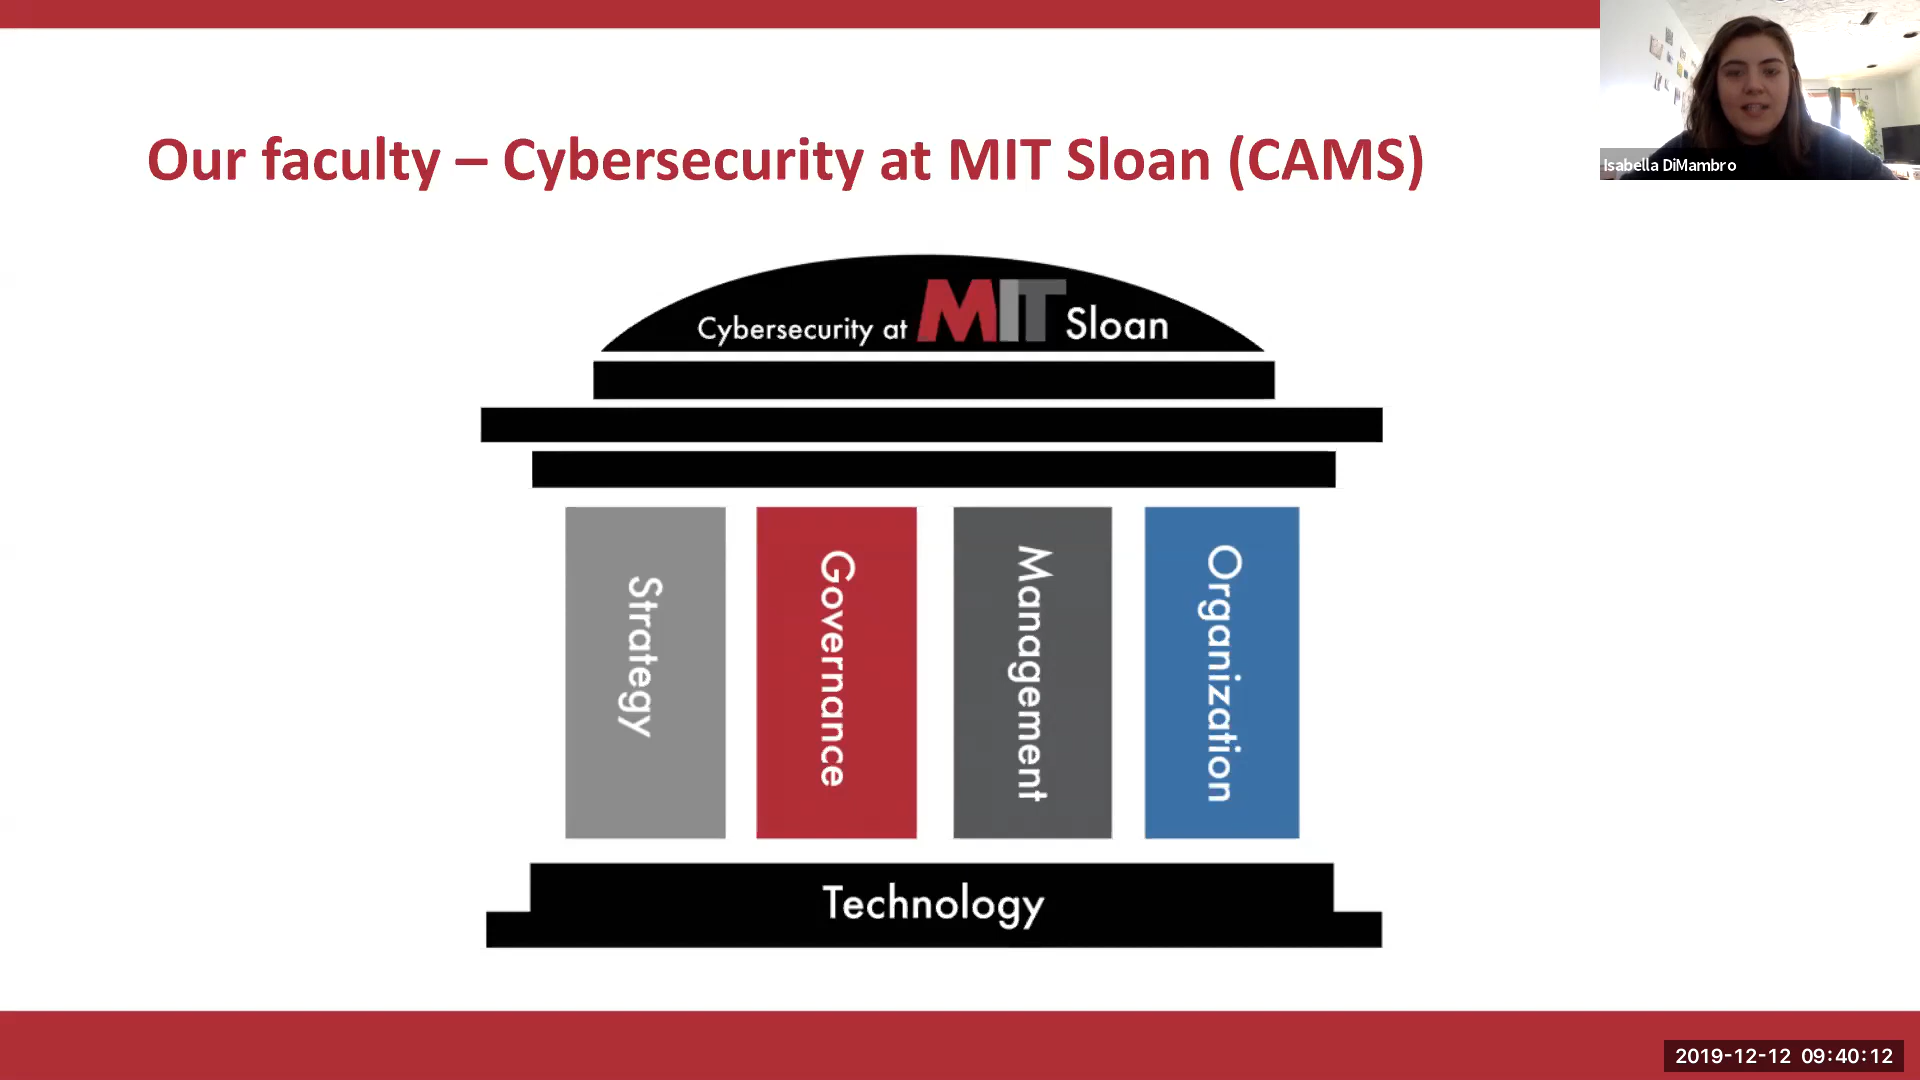 Our faculty – Cybersecurity at MIT Sloan (CAMS)
Isabella DiMambro
Cybersecurity at MIT Sloan
Strategy
Governance
Management
Organization
Technology
2019-12-12 09:40:12